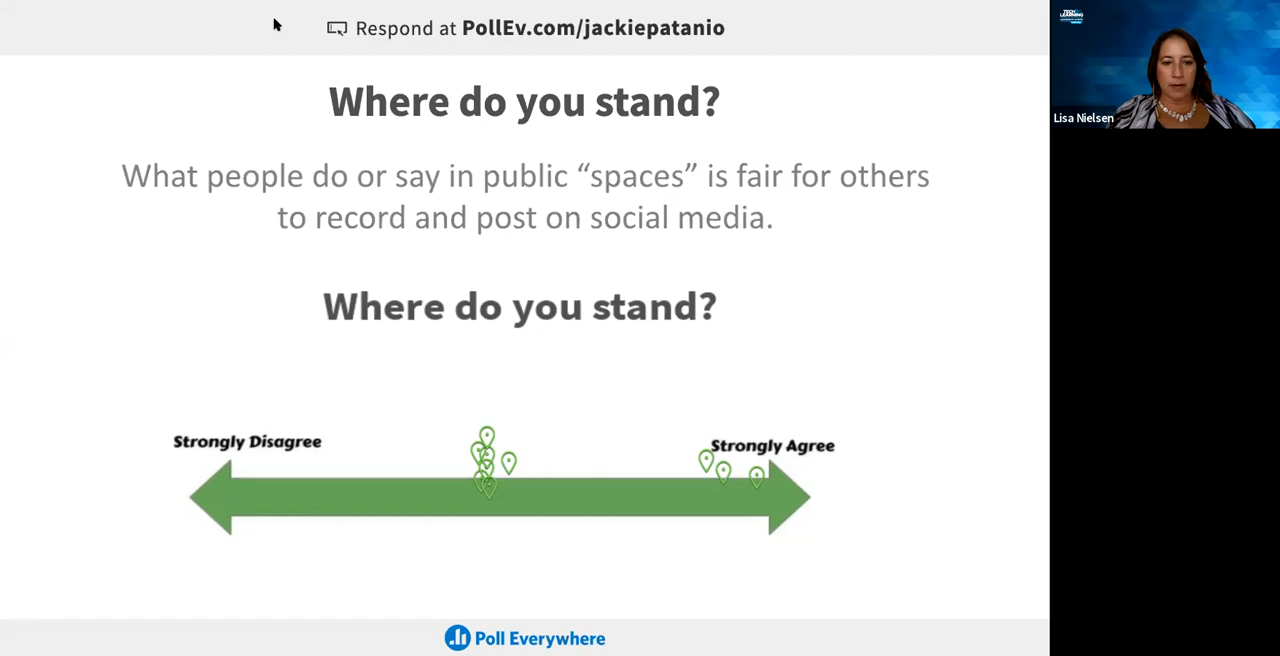 Respond at PollEv.com/jackiepatanio
Where do you stand?
What people do or say in public “spaces” is fair for others
to record and post on social media.
Where do you stand?
Strongly Disagree
Strongly Agree
Poll Everywhere
TECH
LEARNING
Lisa Nielsen